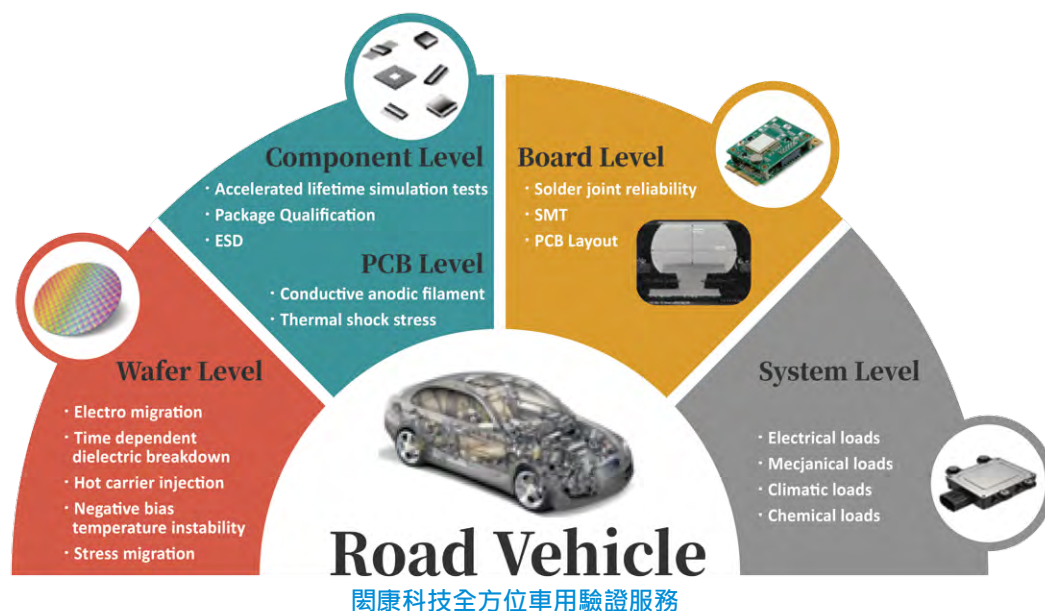 Component Level
· Accelerated lifetime simulation tests
· Package Qualification
· ESD
PCB Level
· Conductive anodic filament
· Thermal shock stress
Board Level
· Solder joint reliability
· SMT
· PCB Layout
Wafer Level
· Electro migration
· Time dependent
dielectric breakdown
· Hot carrier injection
· Negative bias
temperature instability
· Stress migration
System Level
· Electrical loads
· Mecjanical loads
· Climatic loads
· Chemical loads
Road Vehicle
閎康科技全方位車用驗證服務